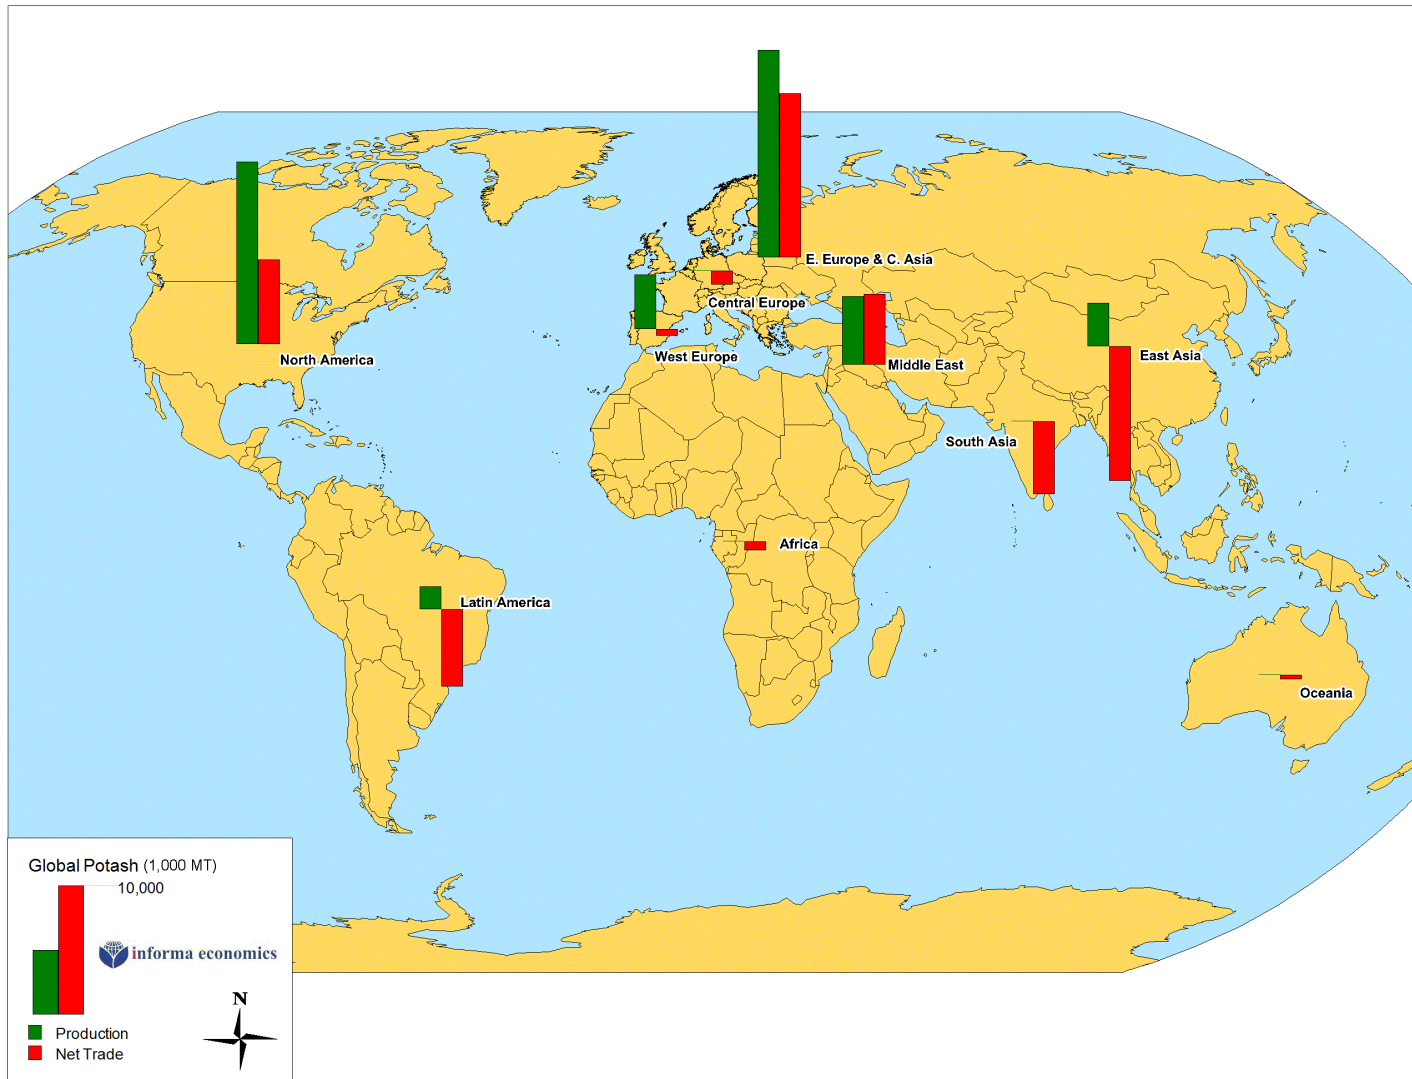 E. Europe & C. Asia
Central Europe
North America
West Europe
Middle East
East Asia
South Asia
Africa
Latin America
Oceania
Global Potash (1,000 MT)
10,000
informa economics
N
Production
Net Trade